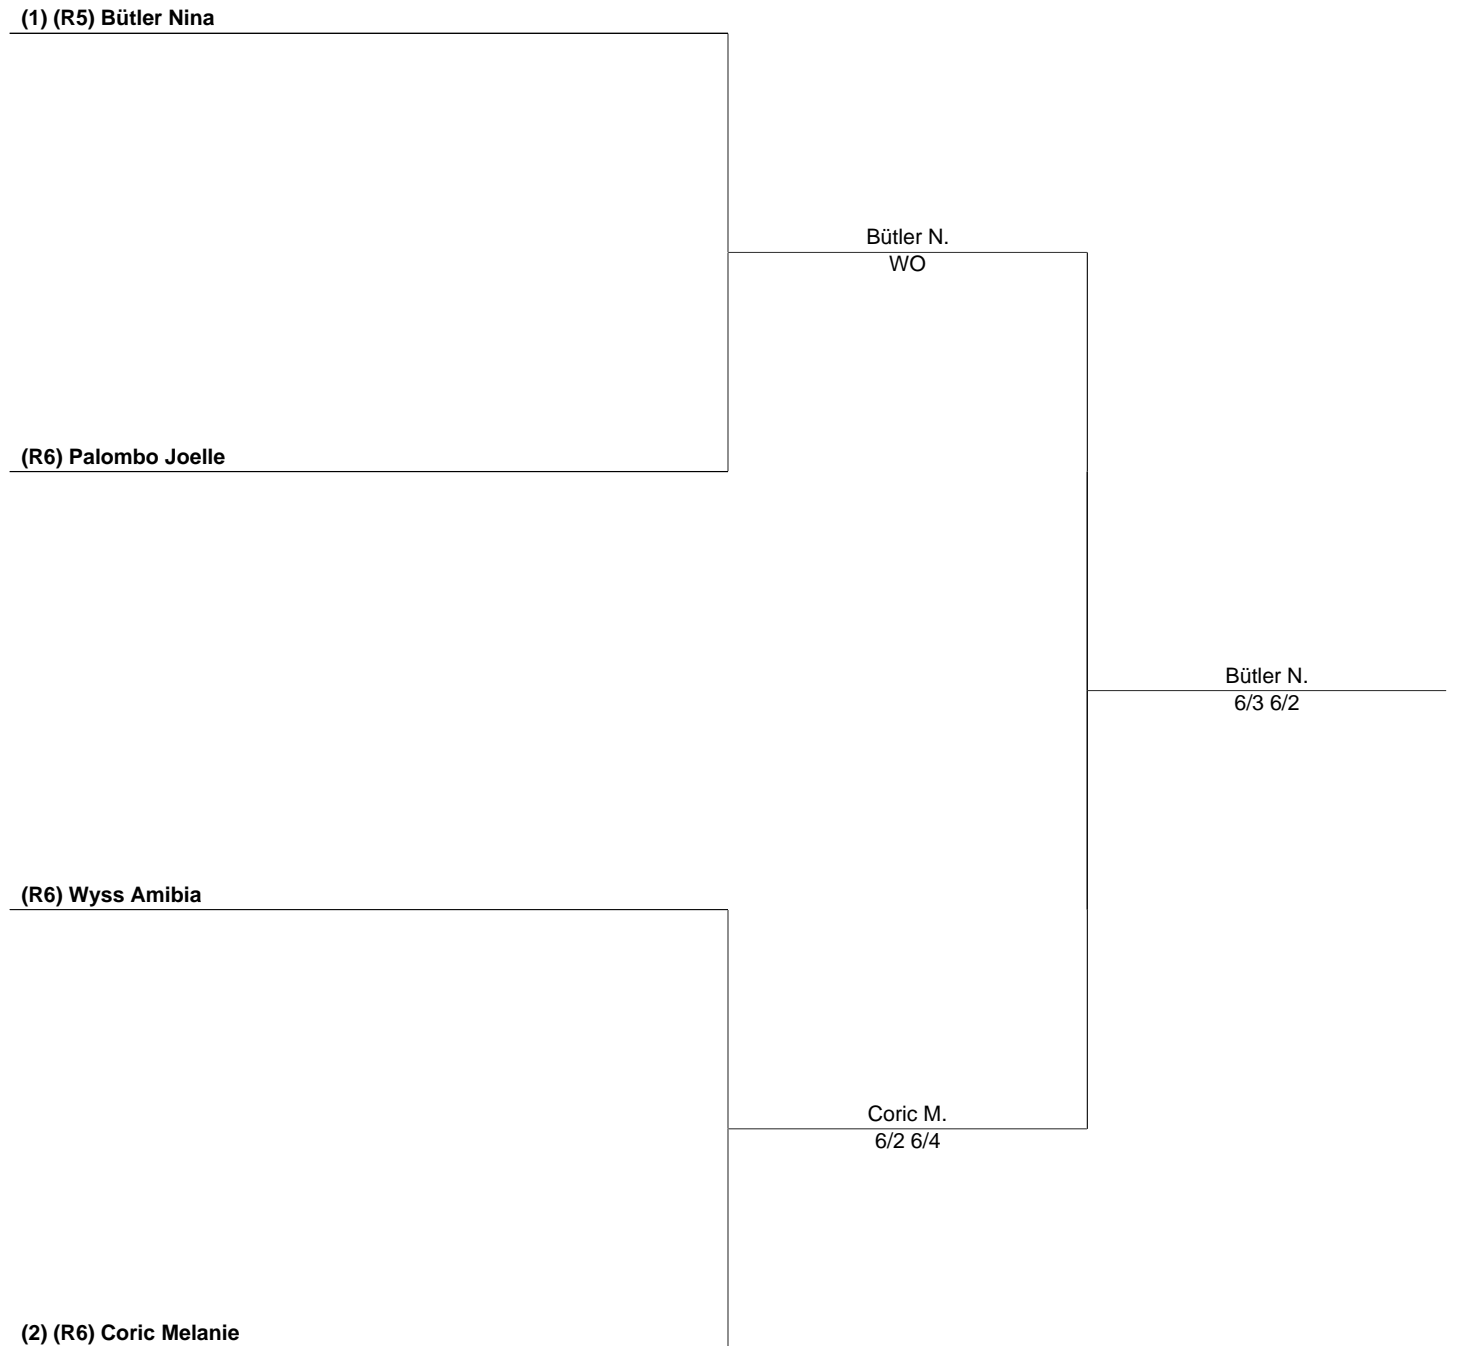 (1) (R5) Bütler Nina
Bütler N.
WO
(R6) Palombo Joelle
Bütler N.
6/3 6/2
(R6) Wyss Amibia
Coric M.
6/2 6/4
(2) (R6) Coric Melanie